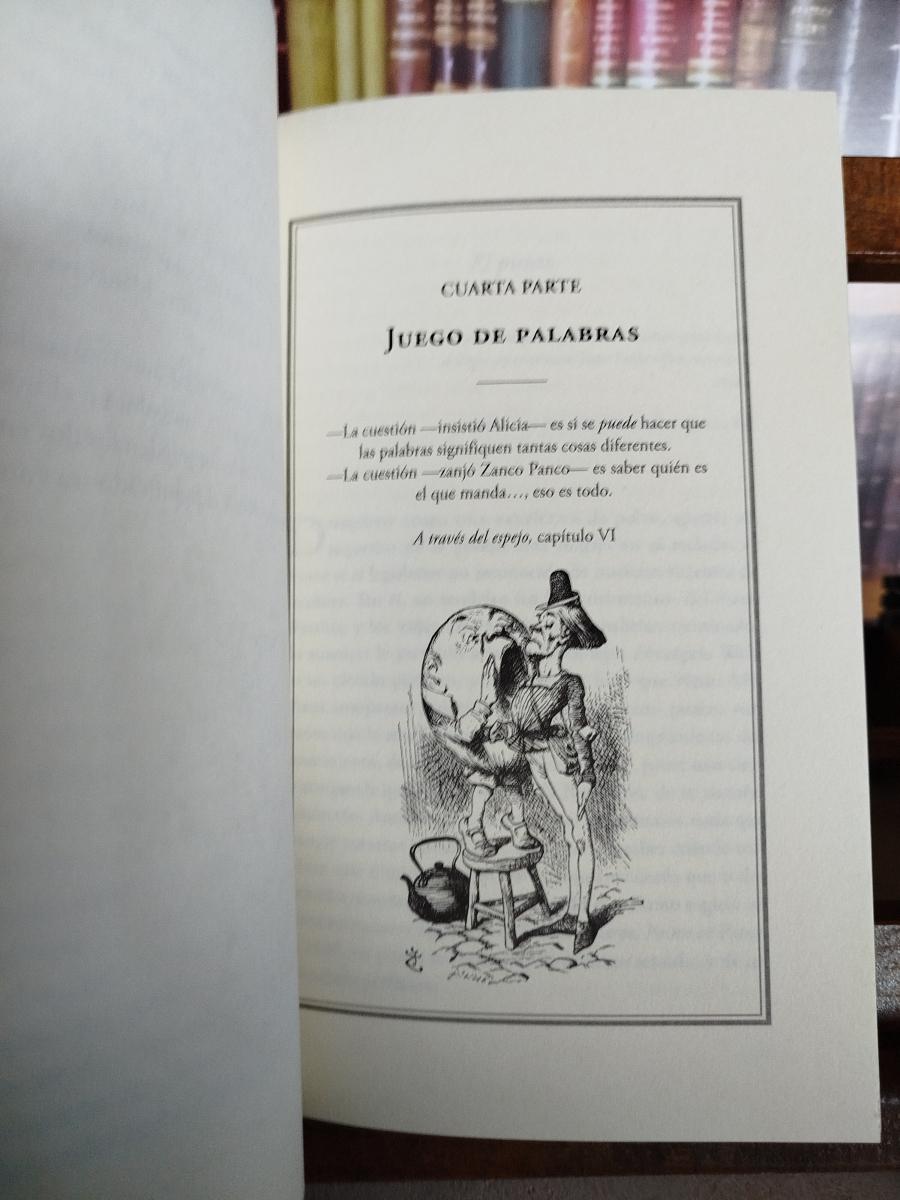 CUARTA PARTE
JUEGO DE PALABRAS
—La cuestión —insistió Alicia— es si se puede hacer que
las palabras signifiquen tantas cosas diferentes.
—La cuestión —zanjó Zanco Panco— es saber quién es
el que manda…, eso es todo.
A través del espejo, capítulo VI